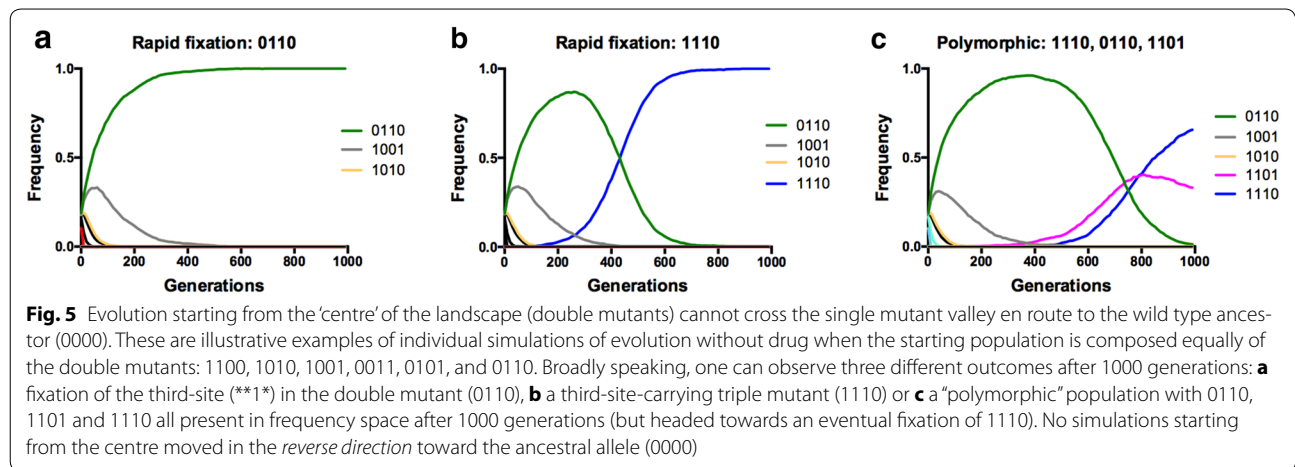 a
Rapid fixation: 0110
Frequency
1.0
0.5
0.0
0 200 400 600 800 1000
Generations
0110
1001
1010
b
Rapid fixation: 1110
Frequency
1.0
0.5
0.0
0 200 400 600 800 1000
Generations
0110
1001
1010
1110
c
Polymorphic: 1110, 0110, 1101
Frequency
1.0
0.5
0.0
0 200 400 600 800 1000
Generations
0110
1001
1010
1101
1110
Fig. 5 Evolution starting from the ‘centre’ of the landscape (double mutants) cannot cross the single mutant valley en route to the wild type ances-
tor (0000). These are illustrative examples of individual simulations of evolution without drug when the starting population is composed equally of
the double mutants: 1100, 1010, 1001, 0011, 0101, and 0110. Broadly speaking, one can observe three different outcomes after 1000 generations: a
fixation of the third-site (**1*) in the double mutant (0110), b a third-site-carrying triple mutant (1110) or c a “polymorphic” population with 0110,
1101 and 1110 all present in frequency space after 1000 generations (but headed towards an eventual fixation of 1110). No simulations starting
from the centre moved in the reverse direction toward the ancestral allele (0000)